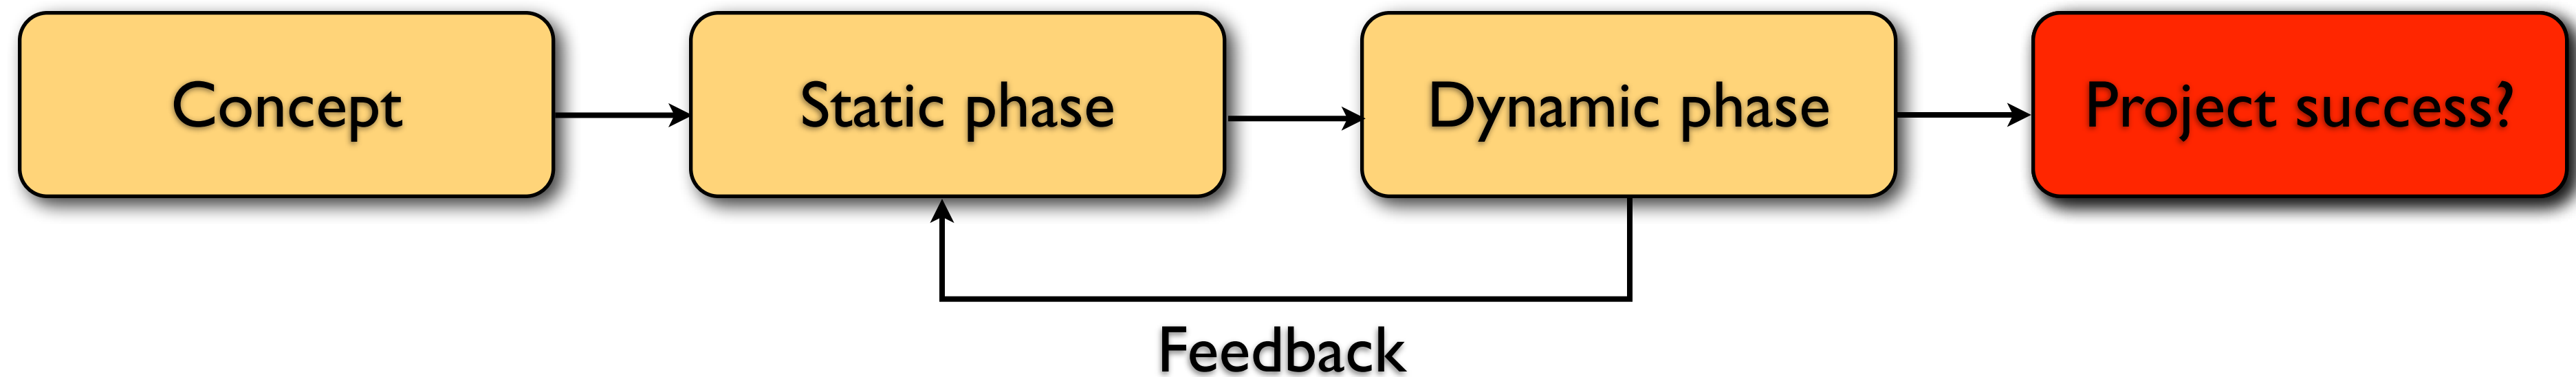 Concept
Static phase
Dynamic phase
Project success?
Feedback